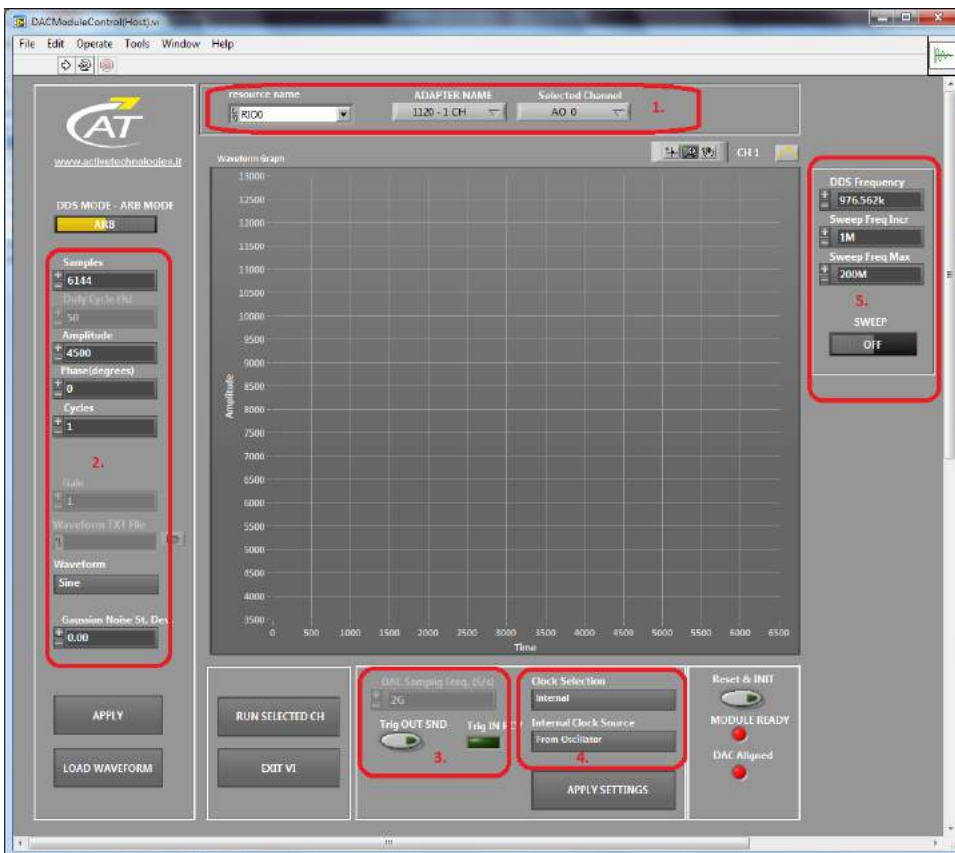 DACModuleControl(Host).vi
File Edit Operate Tools Window Help
AT
www.activetechnologies.it
DDS MODE - ARB MODE
ARB
resource name
RIO0
ADAPTER NAME
1120 - 1 CH
Selected Channel
AO 0
1.
Waveform Graph
CH 1
Samples
6144
Duty Cycle (%)
50
Amplitude
4500
Phase(degrees)
0
Cycles
1
2.
Gain
1
Waveform TXT File
Waveform
Sine
Gaussian Noise St. Dev.
0.00
APPLY
LOAD WAVEFORM
Amplitude
13000
12500
12000
11500
11000
10500
10000
9500
9000
8500
8000
7500
7000
6500
6000
5500
5000
4500
4000
3500
0 500 1000 1500 2000 2500 3000 3500 4000 4500 5000 5500 6000 6500
Time
DDS Frequency
976.562k
Sweep Freq Incr
1M
Sweep Freq Max
200M
5.
SWEEP
OFF
RUN SELECTED CH
EXIT VI
DAC Samplig Freq. (S/s)
2G
Trig OUT SND
Trig IN
3.
Clock Selection
Internal
Internal Clock Source
From Oscillator
4.
APPLY SETTINGS
Reset & INIT
MODULE READY
DAC Aligned